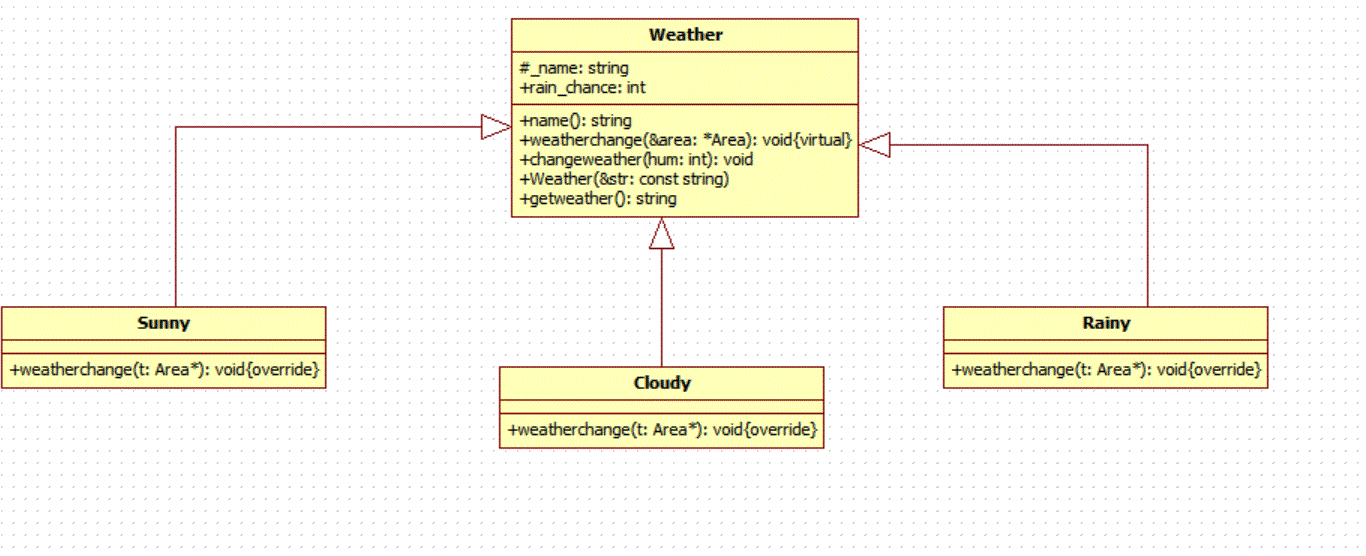 Weather
#_name: string
+rain_chance: int
+name(): string
+weatherchange(&area: *Area): void{virtual}
+changeweather(hum: int): void
+Weather(&str: const string)
+getweather(): string
Sunny
+weatherchange(t: Area*): void{override}
Cloudy
+weatherchange(t: Area*): void{override}
Rainy
+weatherchange(t: Area*): void{override}